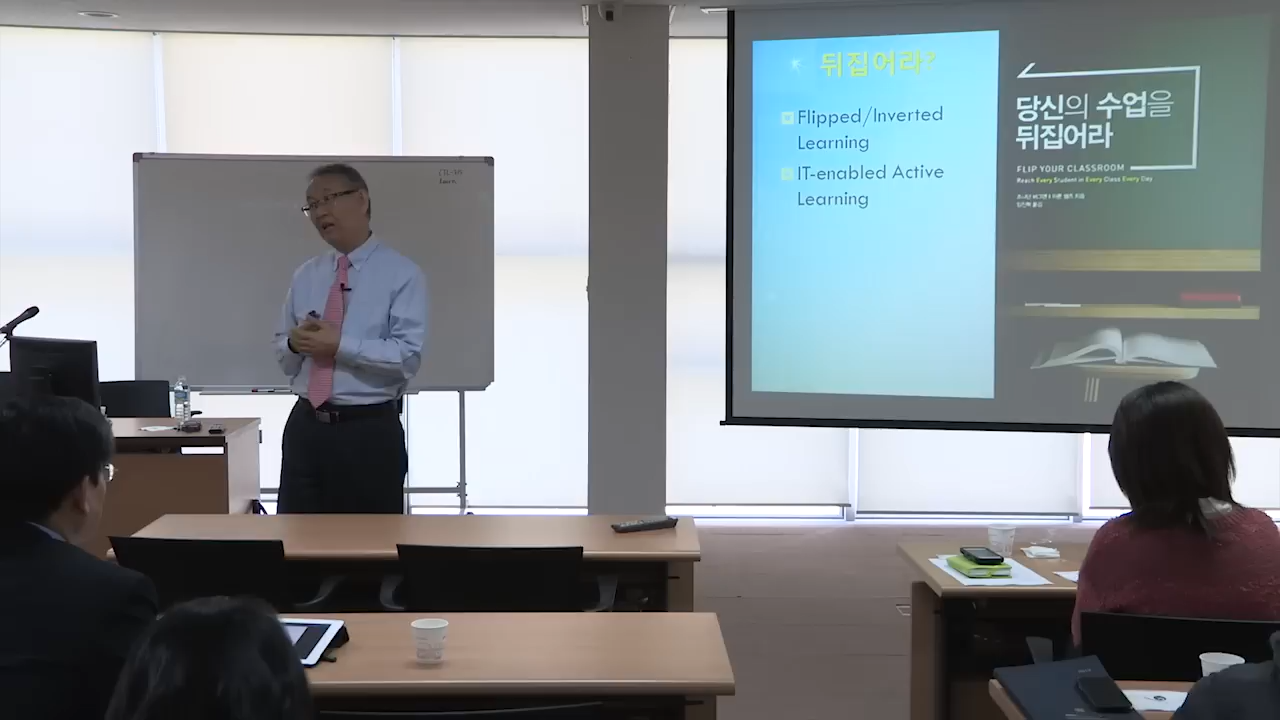 뒤집어라?
Flipped/Inverted
Learning
IT-enabled Active
Learning
당신의 수업을
뒤집어라
FLIP YOUR CLASSROOM
Reach Every Student in Every Class Every Day